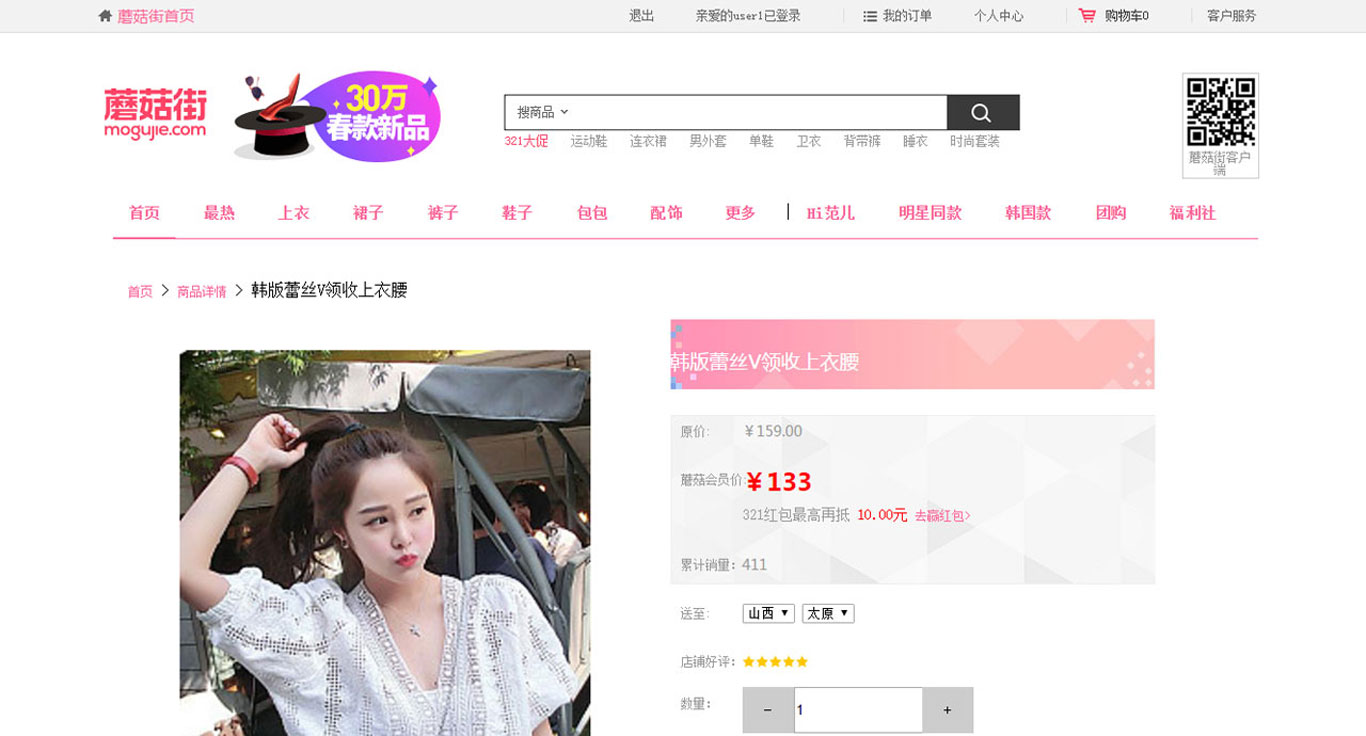 蘑菇街首页 退出 亲爱的user1已登录 我的订单 个人中心 购物车0 客户服务
蘑菇街
mogujie.com
30万
春款新品
搜商品
321大促 运动鞋 连衣裙 男外套 单鞋 卫衣 背带裤 睡衣 时尚套装
蘑菇街客户
端
首页 最热 上衣 裙子 裤子 鞋子 包包 配饰 更多 | Hi范儿 明星同款 韩国款 团购 福利社
首页 > 商品详情 > 韩版蕾丝V领收上衣腰
韩版蕾丝V领收上衣腰
原价: ¥159.00
蘑菇会员价 ¥133
321红包最高再抵 10.00元 去赢红包>
累计销量: 411
送至: 山西 ▼ 太原 ▼
店铺好评: ★★★★★
数量: - 1 +